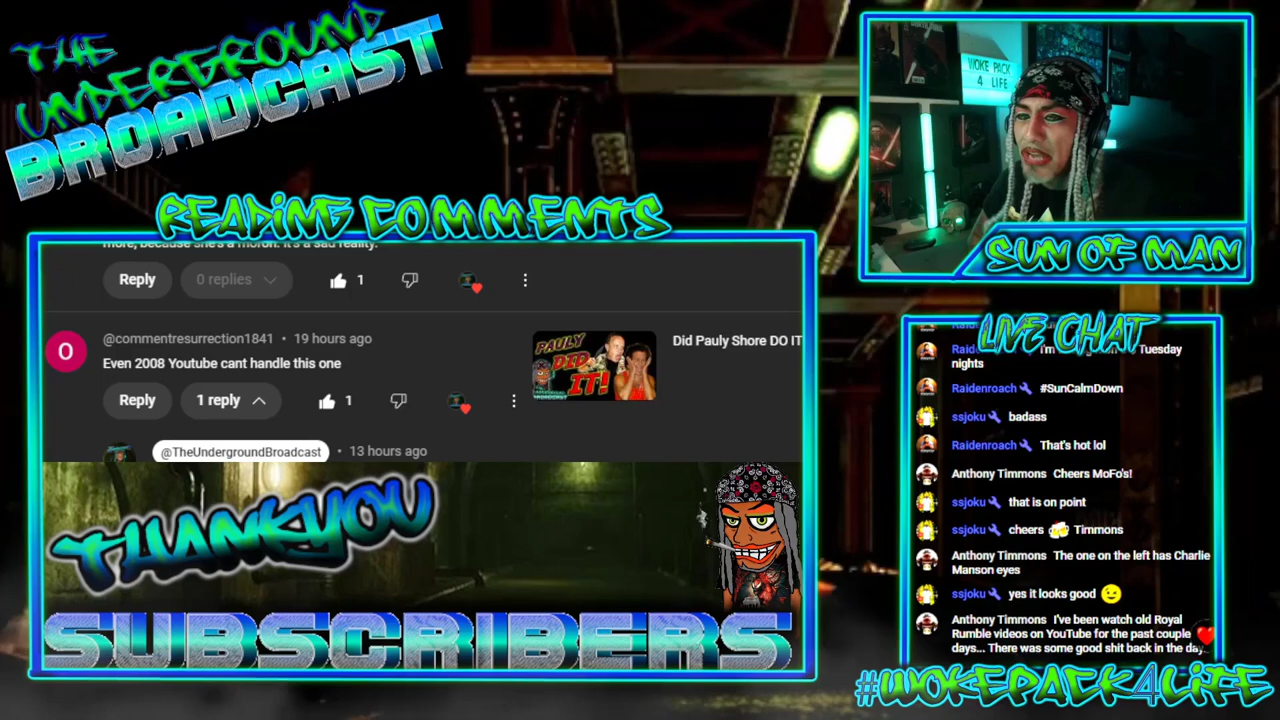 THE
UNDERGROUND
BROADCAST
WOKE PACK
4 LIFE
SUN OF MAN
READING COMMENTS
more, because she's a moron. It's a sad reality.
Reply 0 replies 1
@commentresurrection1841 • 19 hours ago
Even 2008 Youtube cant handle this one
Reply 1 reply 1
O
PAULY
DID
IT!
Did Pauly Shore DO IT
@TheUndergroundBroadcast • 13 hours ago
THANKYOU
SUBSCRIBERS
LIVE CHAT
Tuesday
nights
Raidenroach #SunCalmDown
ssjoku badass
Raidenroach That's hot lol
Anthony Timmons Cheers MoFo's!
ssjoku that is on point
ssjoku cheers 🍻 Timmons
Anthony Timmons The one on the left has Charlie
Manson eyes
ssjoku yes it looks good 😉
Anthony Timmons I've been watch old Royal
Rumble videos on YouTube for the past couple
days... There was some good shit back in the day
#WOKEPACK4LIFE